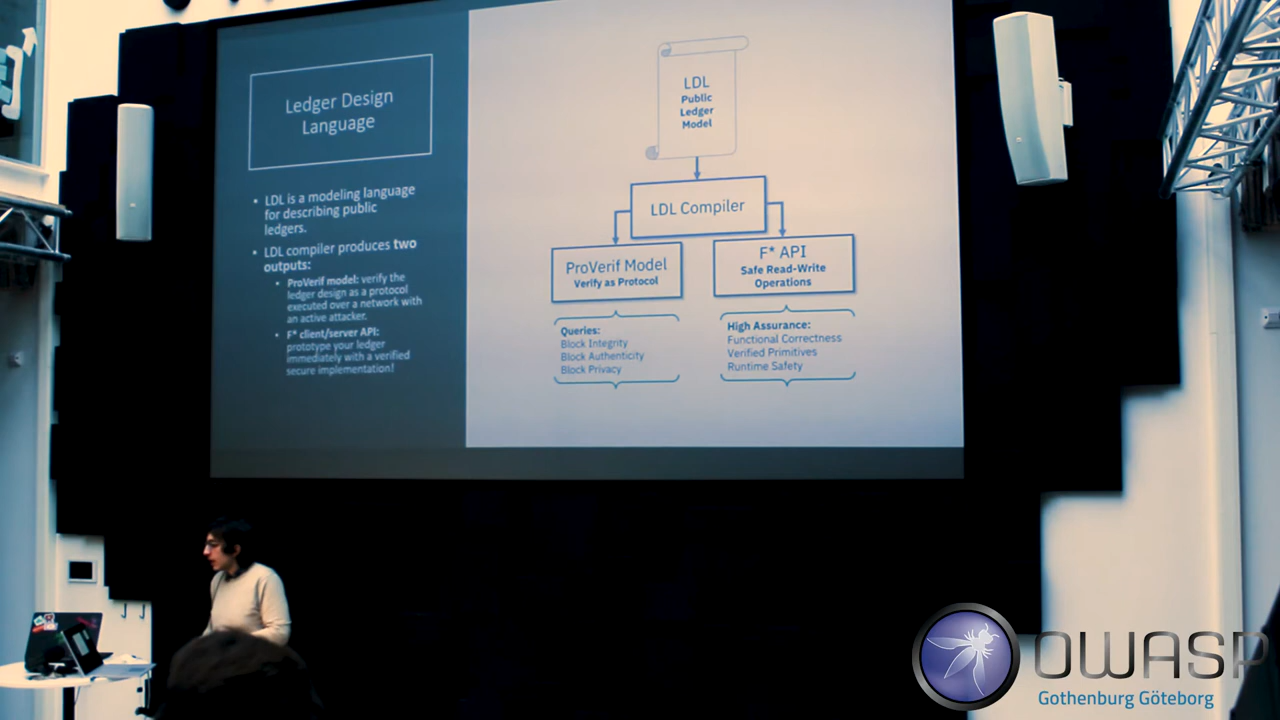 Ledger Design
Language
• LDL is a modeling language
for describing public
ledgers.
• LDL compiler produces two
outputs:
• ProVerif model: verify the
ledger design as a protocol
executed over a network with
an active attacker.
• F* client/server API:
prototype your ledger
immediately with a verified
secure implementation!
LDL
Public
Ledger
Model
LDL Compiler
ProVerif Model
Verify as Protocol
F* API
Safe Read-Write
Operations
Queries:
Block Integrity
Block Authenticity
Block Privacy
High Assurance:
Functional Correctness
Verified Primitives
Runtime Safety
OWASP
Gothenburg Göteborg